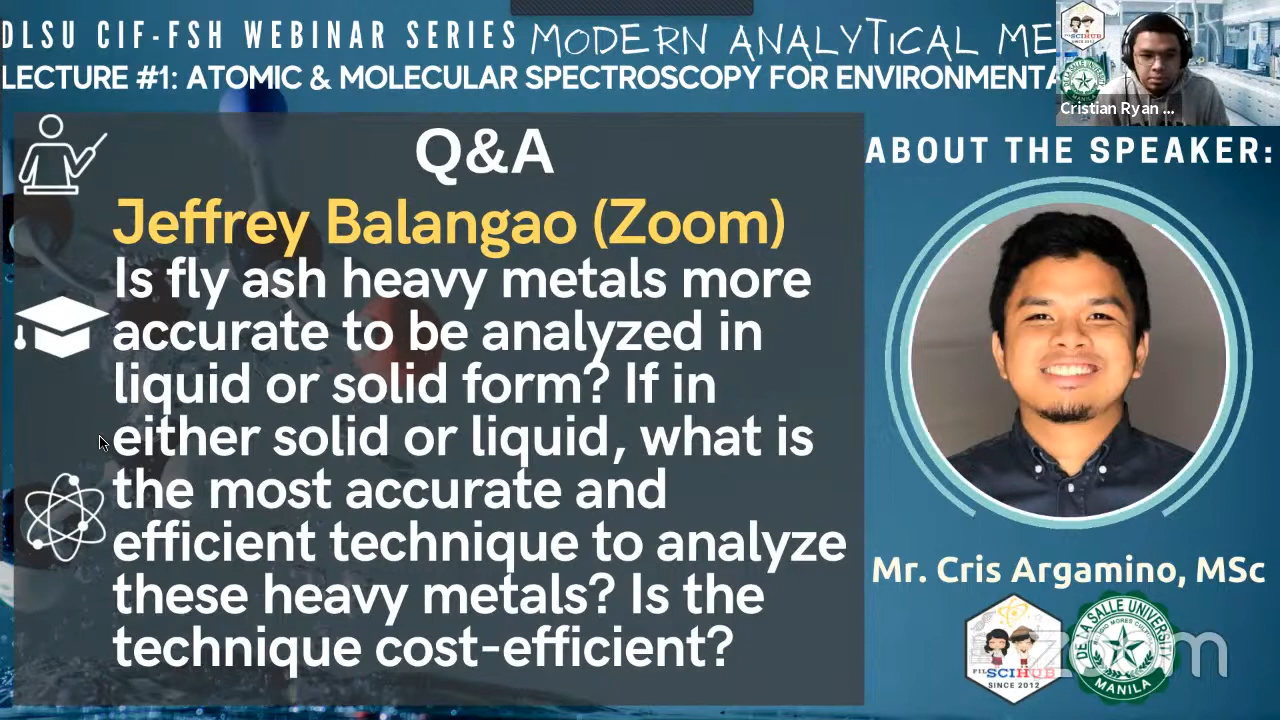 DLSU CIF-FSH WEBINAR SERIES MODERN ANALYTICAL ME
LECTURE #1: ATOMIC & MOLECULAR SPECTROSCOPY FOR ENVIRONMENTA
Cristian Ryan ...
Q&A
Jeffrey Balangao (Zoom)
Is fly ash heavy metals more
accurate to be analyzed in
liquid or solid form? If in
either solid or liquid, what is
the most accurate and
efficient technique to analyze
these heavy metals? Is the
technique cost-efficient?
ABOUT THE SPEAKER:
Mr. Cris Argamino, MSc
FIL SCIHUB
SINCE 2012
DE LA SALLE UNIVERSITY
MANILA
zoom